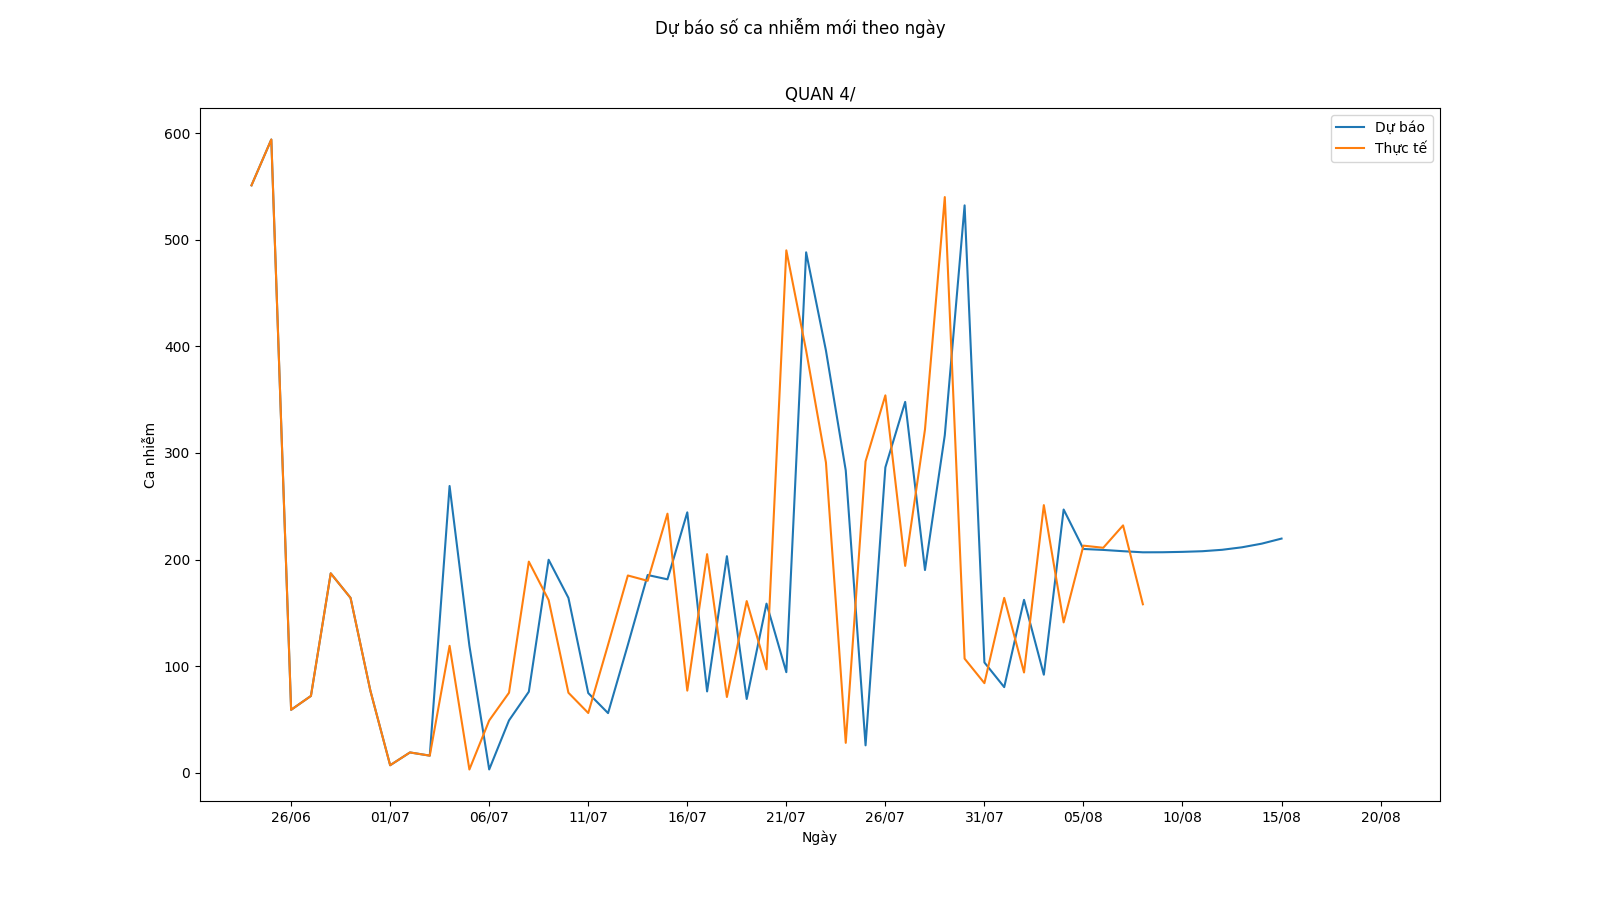 Dự báo số ca nhiễm mới theo ngày
QUAN 4/
Dự báo
Thực tế
600
500
400
300
200
100
0
Ca nhiễm
26/06 01/07 06/07 11/07 16/07 21/07 26/07 31/07 05/08 10/08 15/08 20/08
Ngày